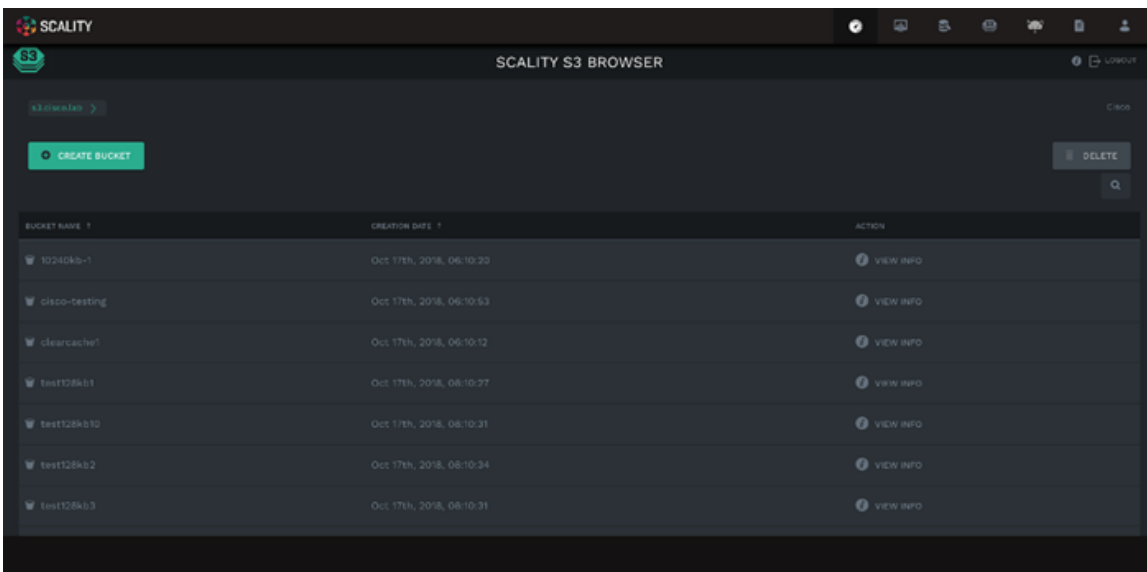 SCALITY
S3 SCALITY S3 BROWSER LOGOUT
Cisco
CREATE BUCKET DELETE
BUCKET NAME ↑ CREATION DATE ↑ ACTION
10240kb-1 Oct 17th, 2018, 06:10:20 VIEW INFO
cisco-testing Oct 17th, 2018, 06:10:53 VIEW INFO
clearcache1 Oct 17th, 2018, 06:10:12 VIEW INFO
test128kb1 Oct 17th, 2018, 08:10:27 VIEW INFO
test128kb10 Oct 17th, 2018, 08:10:31 VIEW INFO
test128kb2 Oct 17th, 2018, 08:10:34 VIEW INFO
test128kb3 Oct 17th, 2018, 08:10:31 VIEW INFO